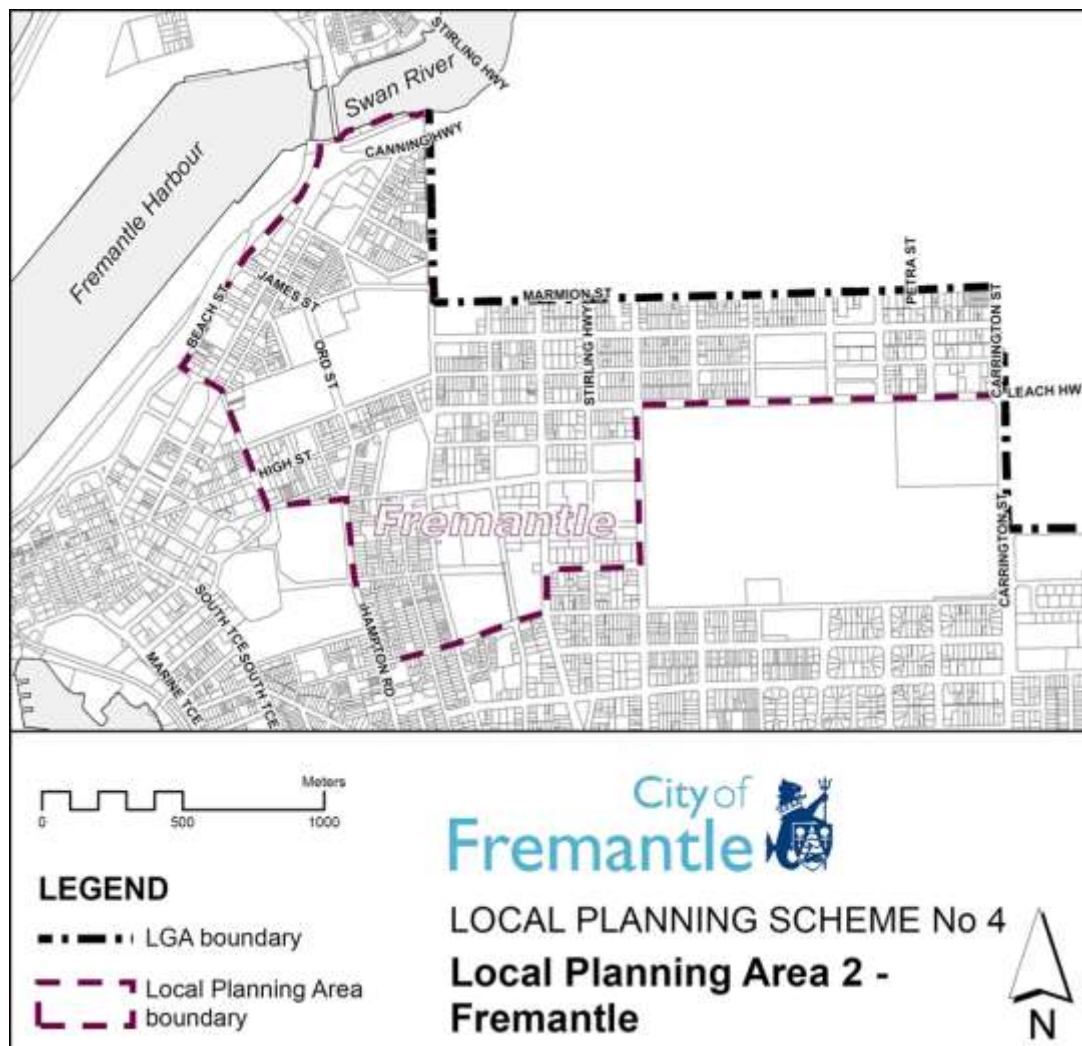 STIRLING HWY
Swan River
CANNING HWY
Fremantle Harbour
JAMES ST
BEACH ST
ORD ST
MARMION ST
PETRA ST
STIRLING HWY
CARRINGTON ST
LEACH HW
HIGH ST
Fremantle
CARRINGTON ST
SOUTH TCE
HAMPTON RD
MARINE TCE
SOUTH TCE
Meters
0 500 1000
City of
Fremantle
LEGEND
LGA boundary
Local Planning Area
boundary
LOCAL PLANNING SCHEME No 4
Local Planning Area 2 -
Fremantle
N